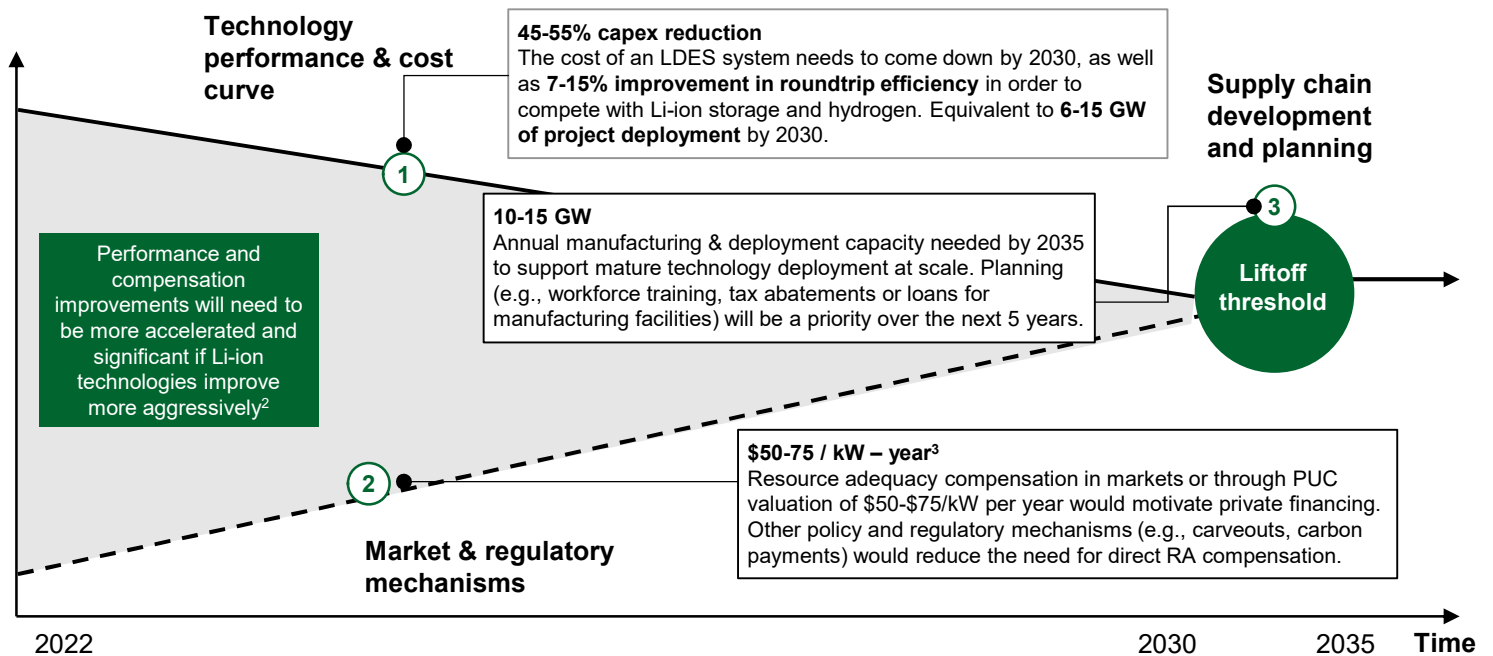 Technology
performance & cost
curve
45-55% capex reduction
The cost of an LDES system needs to come down by 2030, as well
as 7-15% improvement in roundtrip efficiency in order to
compete with Li-ion storage and hydrogen. Equivalent to 6-15 GW
of project deployment by 2030.
Supply chain
development
and planning
1
10-15 GW
Annual manufacturing & deployment capacity needed by 2035
to support mature technology deployment at scale. Planning
(e.g., workforce training, tax abatements or loans for
manufacturing facilities) will be a priority over the next 5 years.
3
Liftoff
threshold
Performance and
compensation
improvements will need to
be more accelerated and
significant if Li-ion
technologies improve
more aggressively²
2
$50-75 / kW – year³
Resource adequacy compensation in markets or through PUC
valuation of $50-$75/kW per year would motivate private financing.
Other policy and regulatory mechanisms (e.g., carveouts, carbon
payments) would reduce the need for direct RA compensation.
Market & regulatory
mechanisms
2022
2030
2035
Time